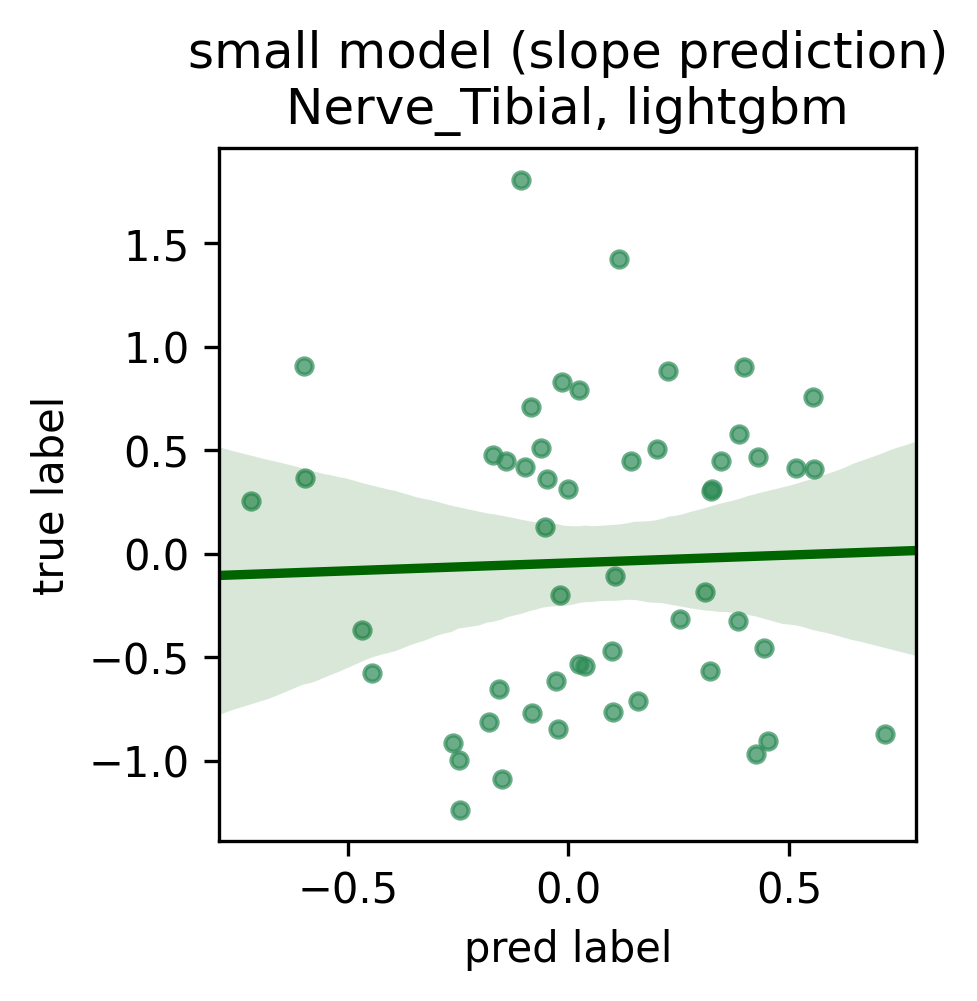 small model (slope prediction)
Nerve_Tibial, lightgbm
true label
1.5
1.0
0.5
0.0
−0.5
−1.0
−0.5
0.0
0.5
pred label